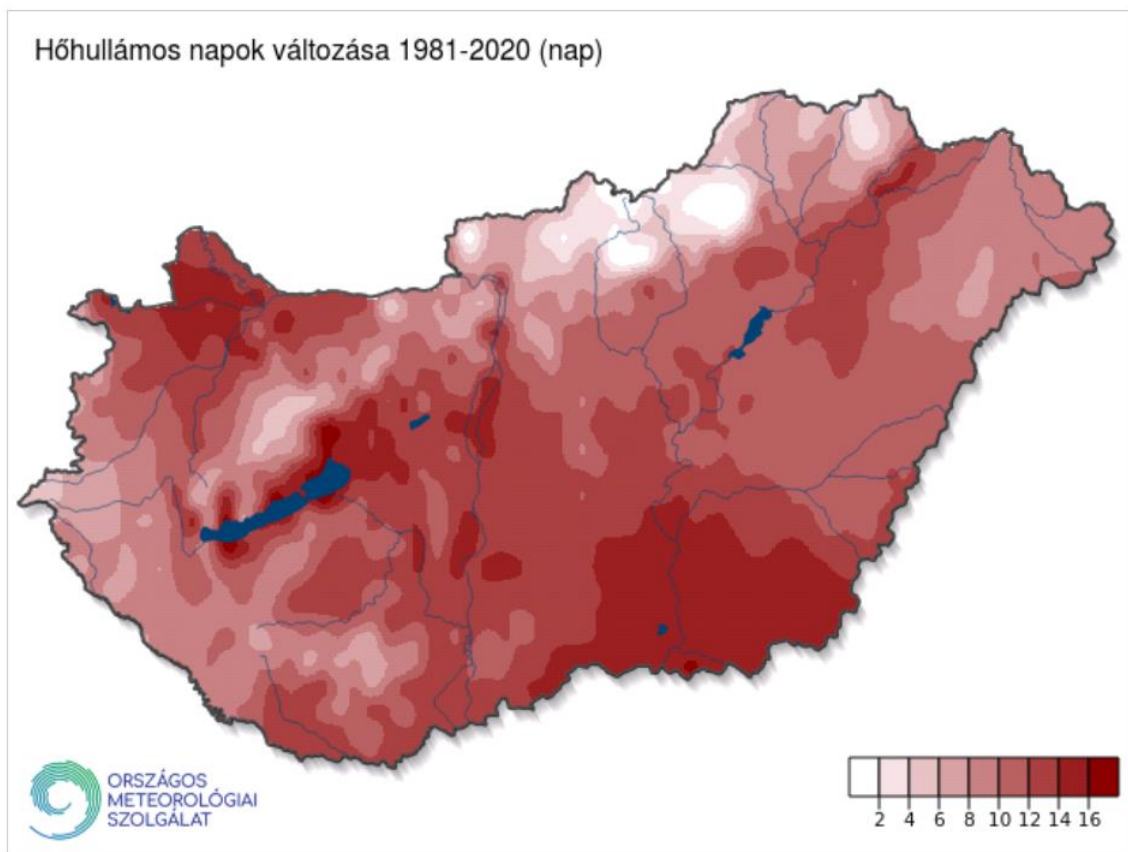 Hőhullámos napok változása 1981-2020 (nap)
ORSZÁGOS
METEOROLÓGIAI
SZOLGÁLAT
2 4 6 8 10 12 14 16